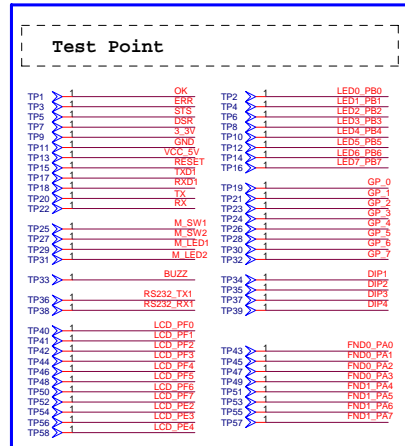 Test Point
TP1 1 OK
TP3 1 ERR
TP5 1 STS
TP7 1 DSR
TP9 1 3_3V
TP11 1 GND
TP13 1 VCC_5V
TP15 1 RESET
TP17 1 TXD1
TP18 1 RXD1
TP20 1 TX
TP22 1 RX
TP25 1 M_SW1
TP27 1 M_SW2
TP29 1 M_LED1
TP31 1 M_LED2
TP33 1 BUZZ
TP36 1 RS232_TX1
TP38 1 RS232_RX1
TP40 1 LCD_PF0
TP41 1 LCD_PF1
TP42 1 LCD_PF2
TP44 1 LCD_PF3
TP46 1 LCD_PF4
TP48 1 LCD_PF5
TP50 1 LCD_PF6
TP52 1 LCD_PF7
TP54 1 LCD_PE2
TP56 1 LCD_PE3
TP58 1 LCD_PE4
TP2 1 LED0_PB0
TP4 1 LED1_PB1
TP6 1 LED2_PB2
TP8 1 LED3_PB3
TP10 1 LED4_PB4
TP12 1 LED5_PB5
TP14 1 LED6_PB6
TP16 1 LED7_PB7
TP19 1 GP_0
TP21 1 GP_1
TP23 1 GP_2
TP24 1 GP_3
TP26 1 GP_4
TP28 1 GP_5
TP30 1 GP_6
TP32 1 GP_7
TP34 1 DIP1
TP35 1 DIP2
TP37 1 DIP3
TP39 1 DIP4
TP43 1 FND0_PA0
TP45 1 FND0_PA1
TP47 1 FND0_PA2
TP49 1 FND0_PA3
TP51 1 FND1_PA4
TP53 1 FND1_PA5
TP55 1 FND1_PA6
TP57 1 FND1_PA7